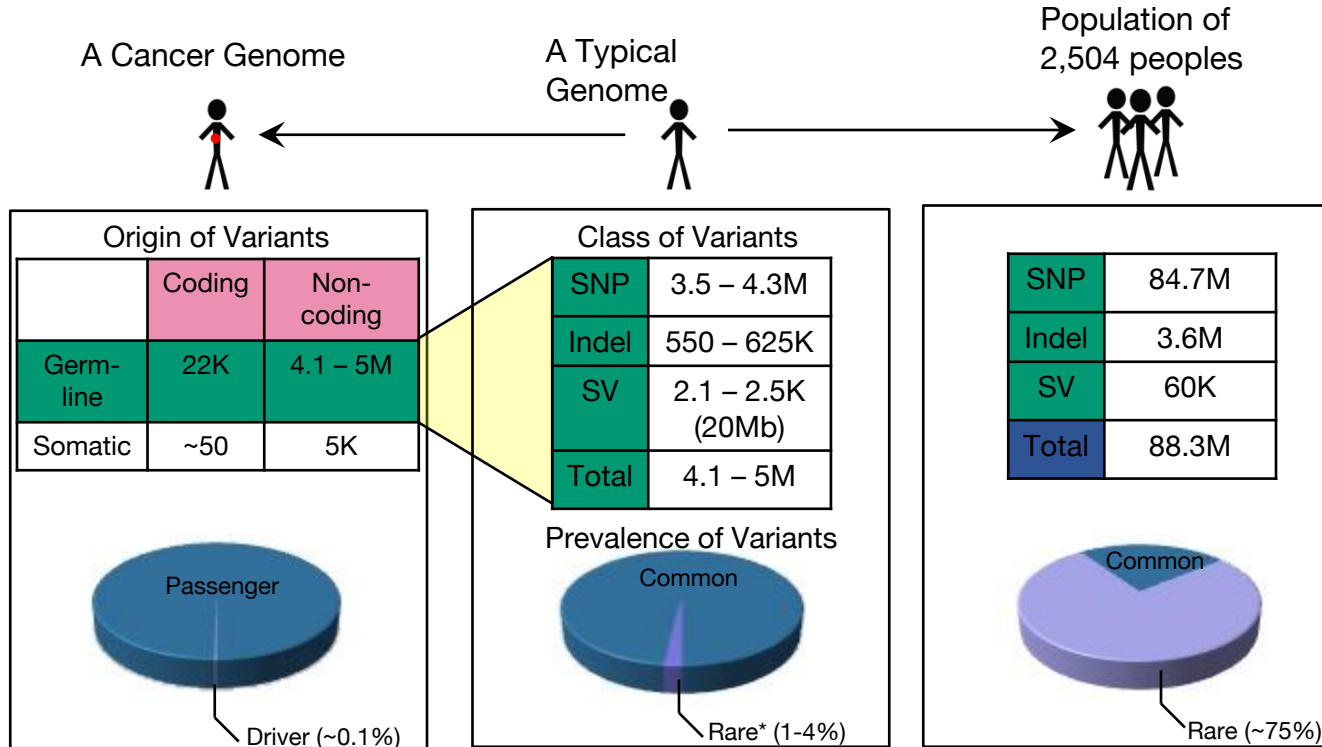 A Cancer Genome
A Typical
Genome
Population of
2,504 peoples
Origin of Variants
Coding
Non-
coding
Germ-
line
22K
4.1 – 5M
Somatic
~50
5K
Passenger
Driver (~0.1%)
Class of Variants
SNP
3.5 – 4.3M
Indel
550 – 625K
SV
2.1 – 2.5K
(20Mb)
Total
4.1 – 5M
Prevalence of Variants
Common
Rare* (1-4%)
SNP
84.7M
Indel
3.6M
SV
60K
Total
88.3M
Common
Rare (~75%)